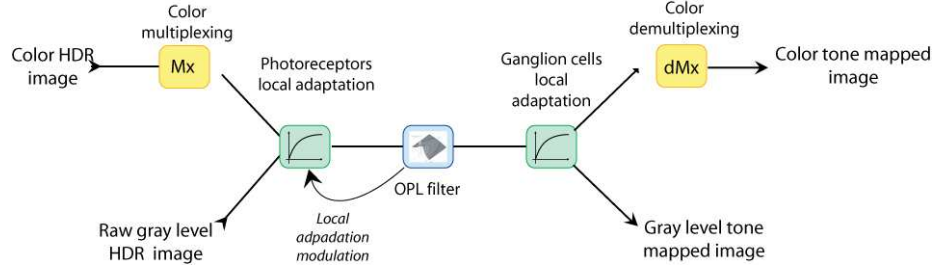 Color
multiplexing
Color HDR
image
Mx
Photoreceptors
local adaptation
Raw gray level
HDR image
Local
adpadation
modulation
OPL filter
Ganglion cells
local
adaptation
Color
demultiplexing
dMx
Color tone mapped
image
Gray level tone
mapped image